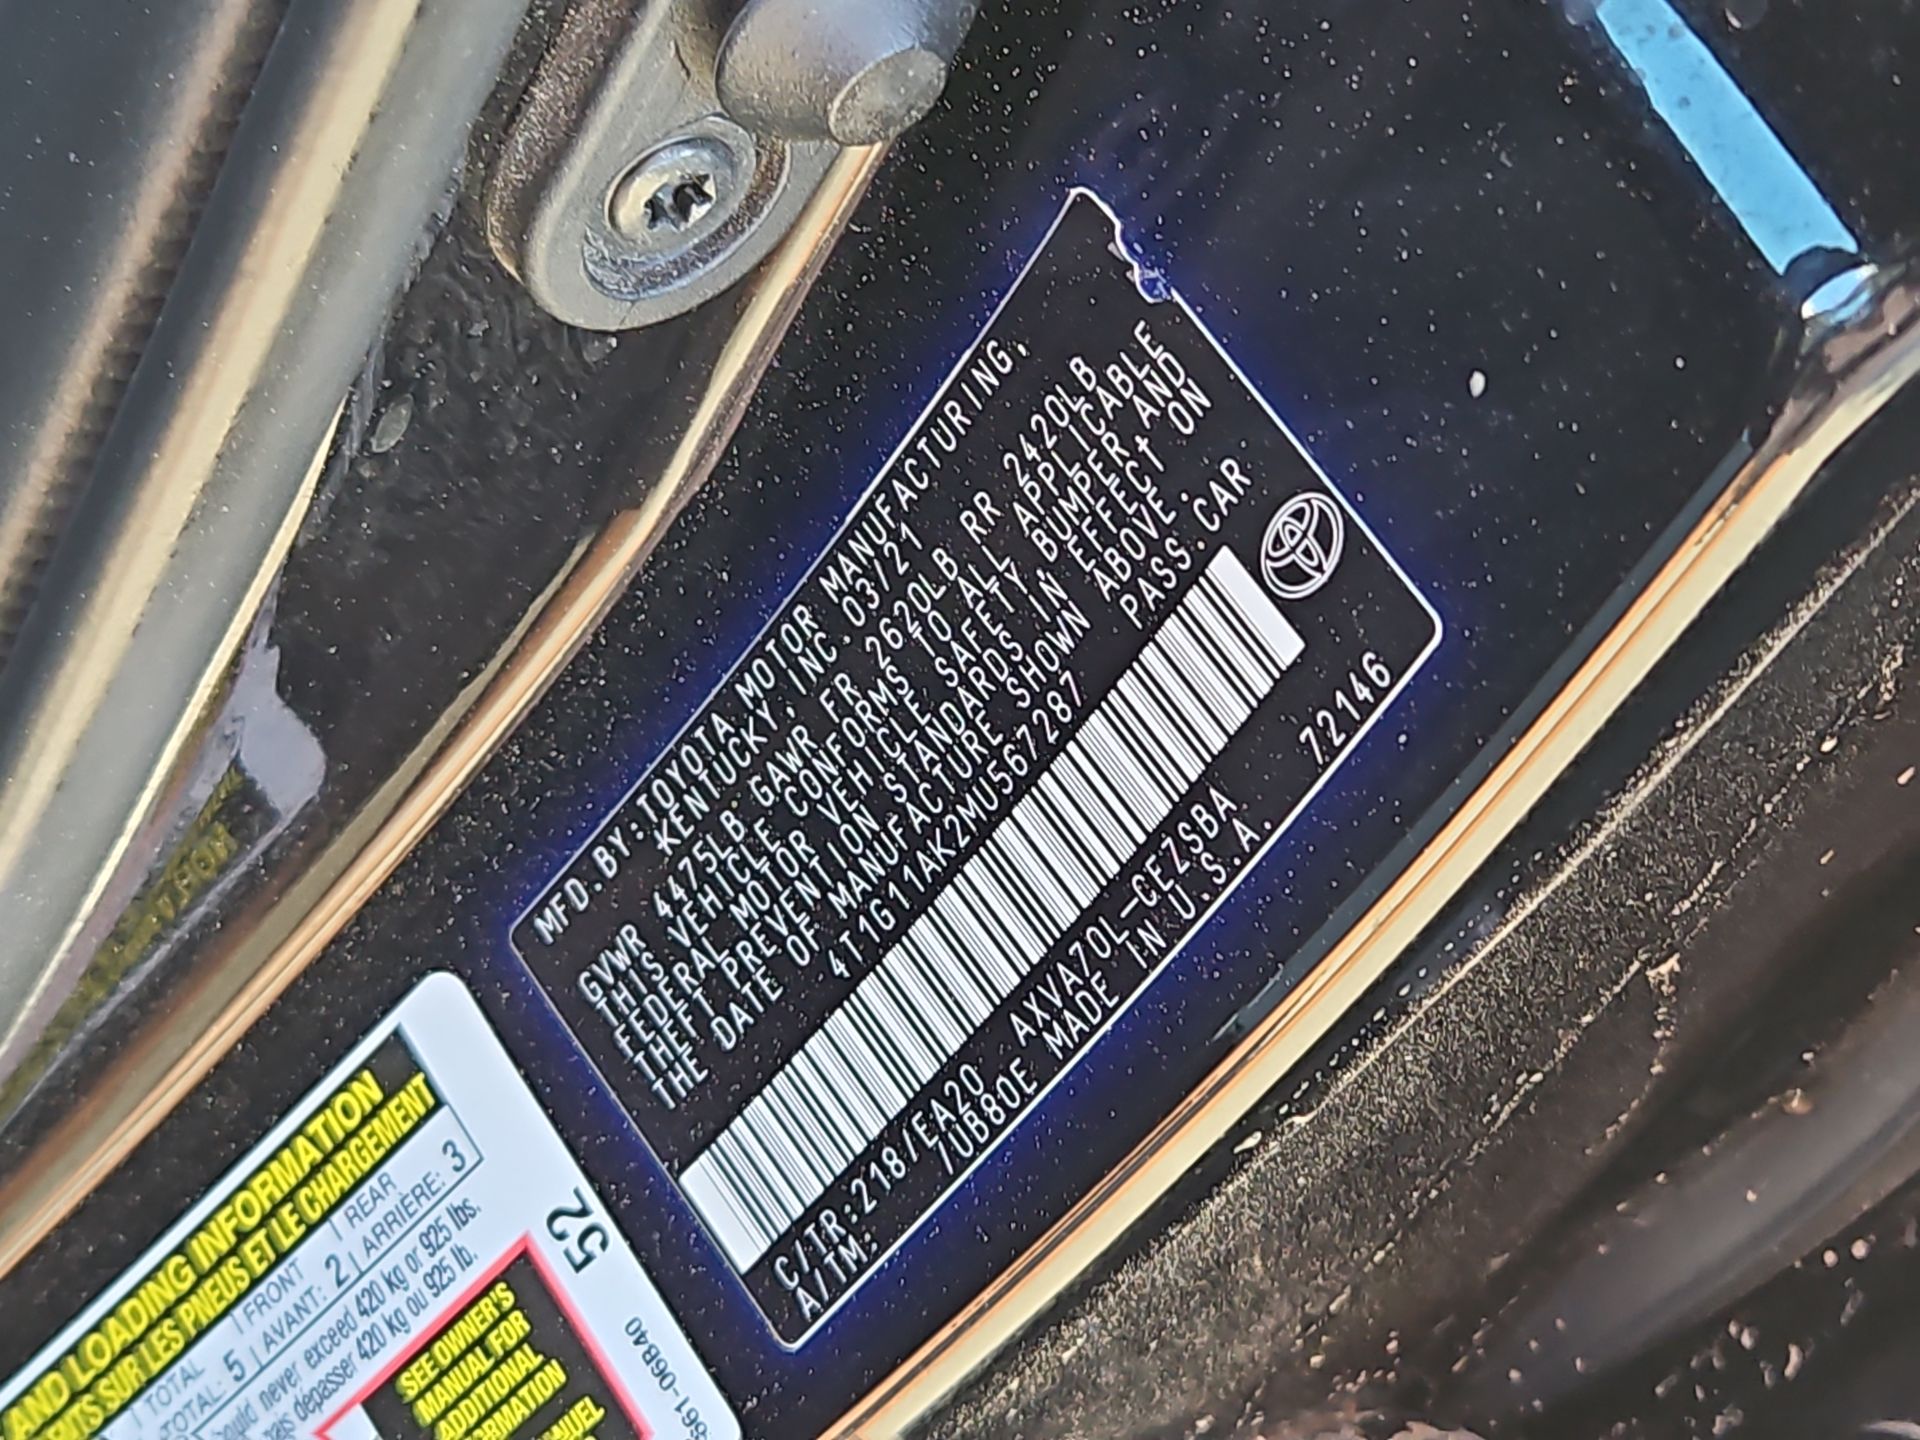 MFD.BY:TOYOTA MOTOR MANUFACTURING,
KENTUCKY, INC 03/21
GVWR 4475LB GAWR FR 2620LB RR 2420LB
THIS VEHICLE CONFORMS TO ALL APPLICABLE
FEDERAL MOTOR VEHICLE SAFETY, BUMPER AND
THEFT PREVENTION STANDARDS IN EFFECT ON
THE DATE OF MANUFACTURE SHOWN ABOVE.
4T1G11AK2MU567287 PASS.CAR
C/TR:218/EA20 AXVA70L-CEZSBA
A/TM: /UB80E MADE IN U.S.A. 72146
AND LOADING INFORMATION
SUR LES PNEUS ET LE CHARGEMENT
TOTAL FRONT REAR
TOTAL: 5 AVANT: 2 ARRIÈRE: 3
never exceed 420 kg or 925 lbs.
dépasser 420 kg ou 925 lb.
SEE OWNER'S
MANUAL FOR
ADDITIONAL
52
06B40